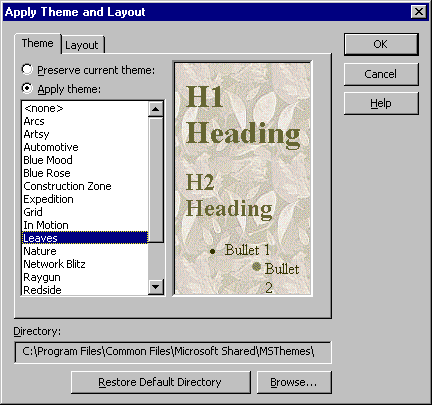 Apply Theme and Layout
Theme
Layout
Preserve current theme:
Apply theme:
<none>
Arcs
Artsy
Automotive
Blue Mood
Blue Rose
Construction Zone
Expedition
Grid
In Motion
Leaves
Nature
Network Blitz
Raygun
Redside
H1
Heading
H2
Heading
Bullet 1
Bullet
2
OK
Cancel
Help
Directory:
C:\Program Files\Common Files\Microsoft Shared\MSThemes\
Restore Default Directory
Browse...